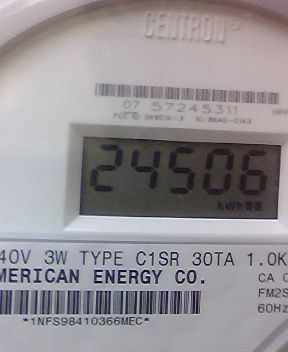 CENTRON®
07 57245311
24506
kWh
40V 3W TYPE C1SR 30TA 1.0K
MERICAN ENERGY CO.
CA
FM2S
60Hz
*1NFS98410366MEC*